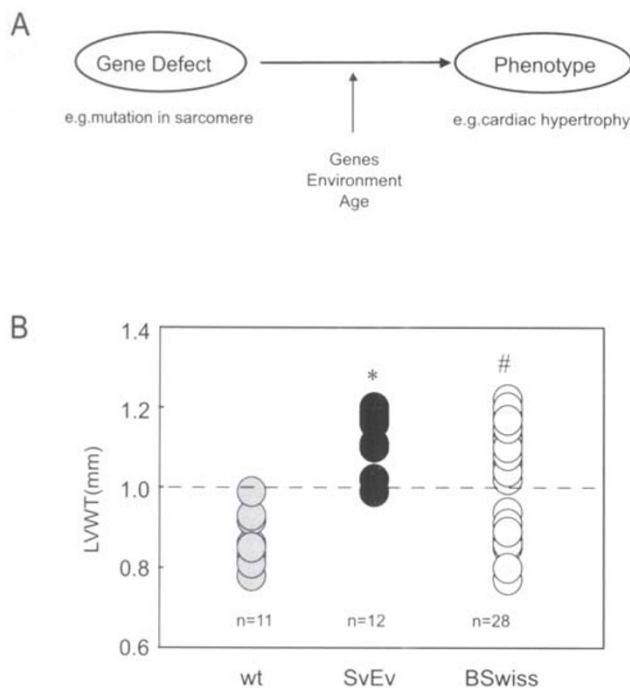 A
Gene Defect
Phenotype
e.g.mutation in sarcomere
e.g.cardiac hypertrophy
Genes
Environment
Age
B
1.4
1.2
1.0
0.8
0.6
LVWT(mm)
*
#
n=11
n=12
n=28
wt
SvEv
BSwiss